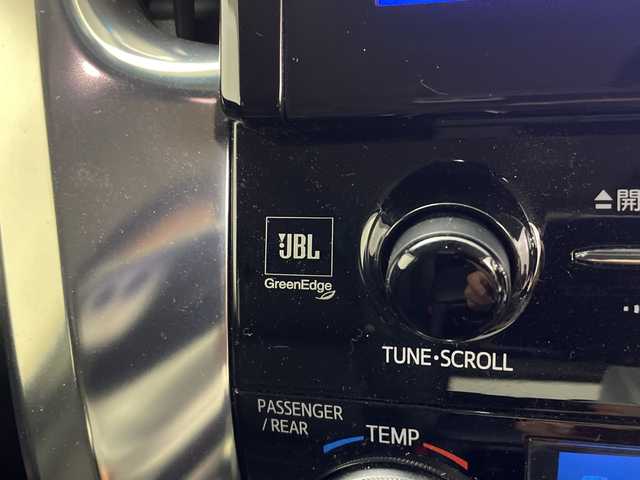 JBL
GreenEdge
開
TUNE•SCROLL
PASSENGER
/ REAR
TEMP